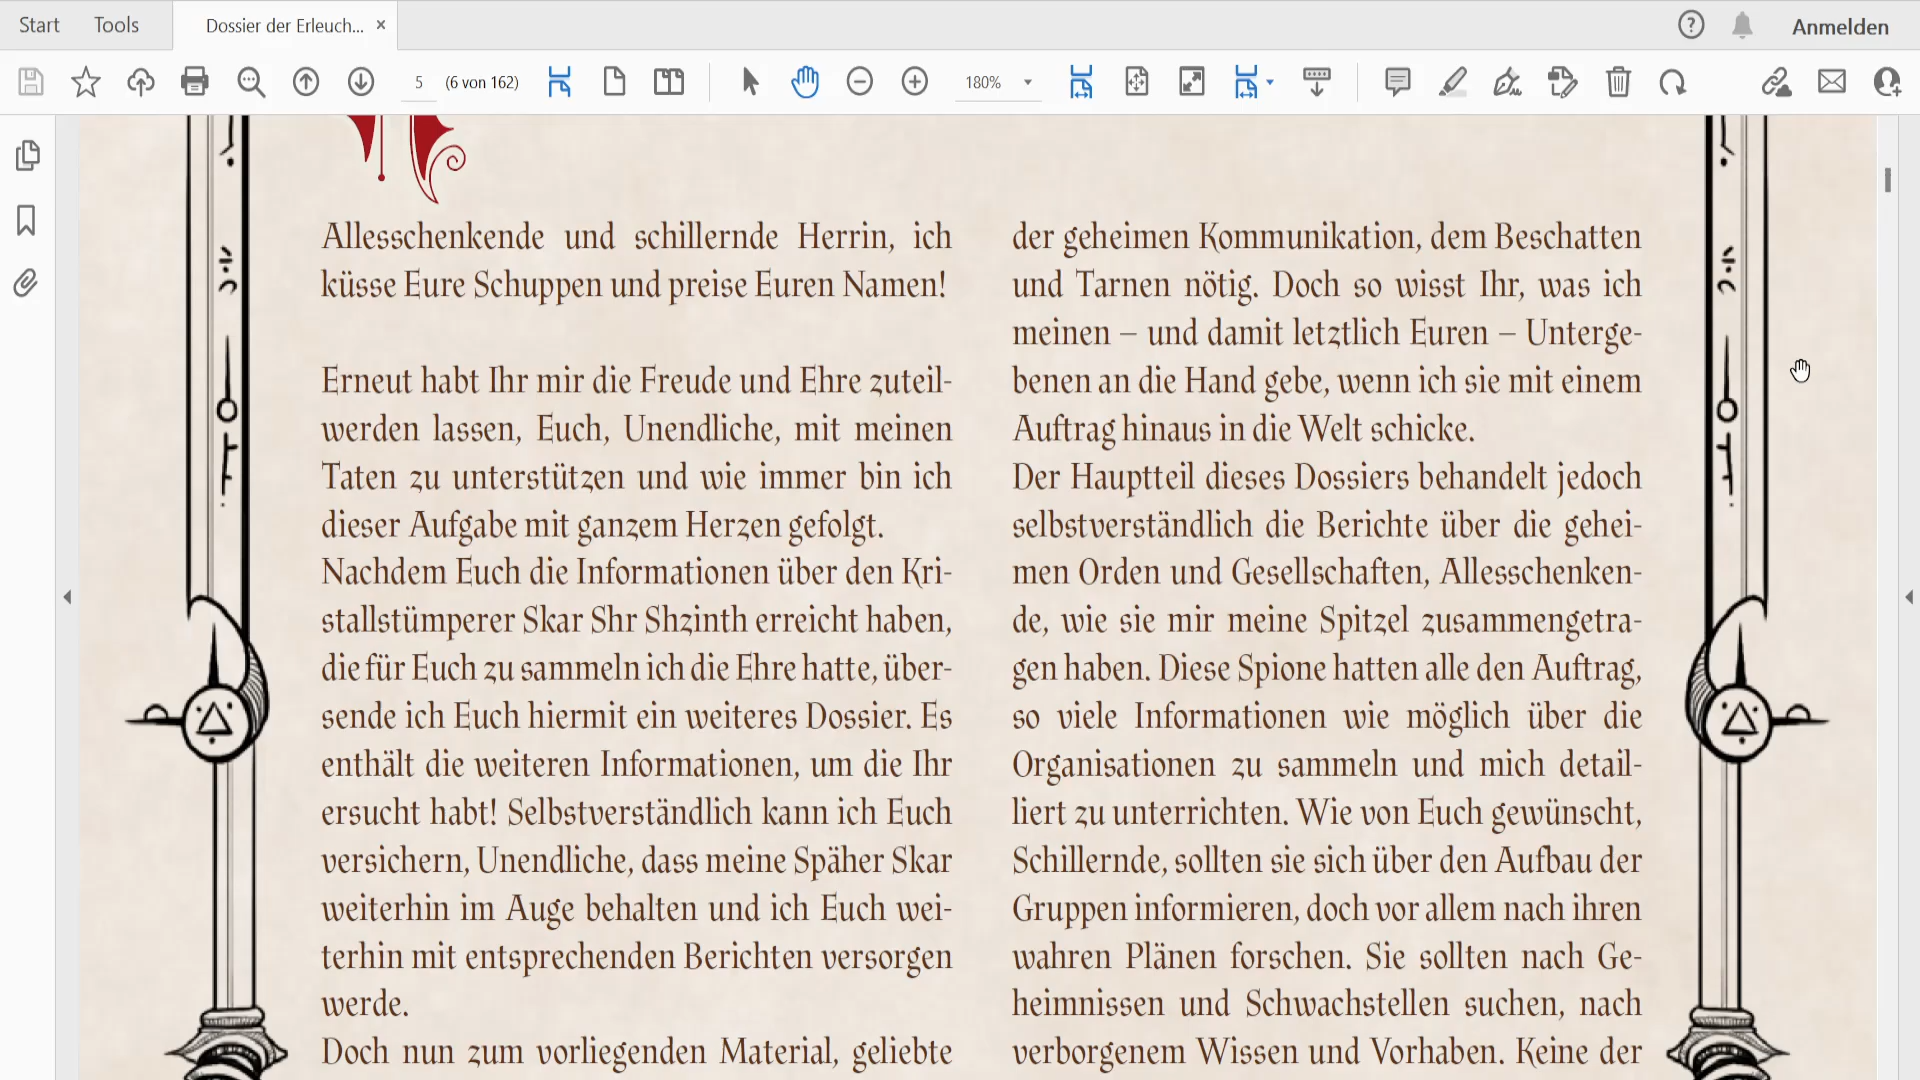 Start Tools Dossier der Erleuch... × Anmelden
5 (6 von 162) 180%
Allesschenkende und schillernde Herrin, ich
küsse Eure Schuppen und preise Euren Namen!
Erneut habt Ihr mir die Freude und Ehre zuteil-
werden lassen, Euch, Unendliche, mit meinen
Taten zu unterstützen und wie immer bin ich
dieser Aufgabe mit ganzem Herzen gefolgt.
Nachdem Euch die Informationen über den Kri-
stallstümperer Skar Shr Shzinth erreicht haben,
die für Euch zu sammeln ich die Ehre hatte, über-
sende ich Euch hiermit ein weiteres Dossier. Es
enthält die weiteren Informationen, um die Ihr
ersucht habt! Selbstverständlich kann ich Euch
versichern, Unendliche, dass meine Späher Skar
weiterhin im Auge behalten und ich Euch wei-
terhin mit entsprechenden Berichten versorgen
werde.
Doch nun zum vorliegenden Material, geliebte
der geheimen Kommunikation, dem Beschatten
und Tarnen nötig. Doch so wisst Ihr, was ich
meinen – und damit letztlich Euren – Unterge-
benen an die Hand gebe, wenn ich sie mit einem
Auftrag hinaus in die Welt schicke.
Der Hauptteil dieses Dossiers behandelt jedoch
selbstverständlich die Berichte über die gehei-
men Orden und Gesellschaften, Allesschenken-
de, wie sie mir meine Spitzel zusammengetra-
gen haben. Diese Spione hatten alle den Auftrag,
so viele Informationen wie möglich über die
Organisationen zu sammeln und mich detail-
liert zu unterrichten. Wie von Euch gewünscht,
Schillernde, sollten sie sich über den Aufbau der
Gruppen informieren, doch vor allem nach ihren
wahren Plänen forschen. Sie sollten nach Ge-
heimnissen und Schwachstellen suchen, nach
verborgenem Wissen und Vorhaben. Keine der